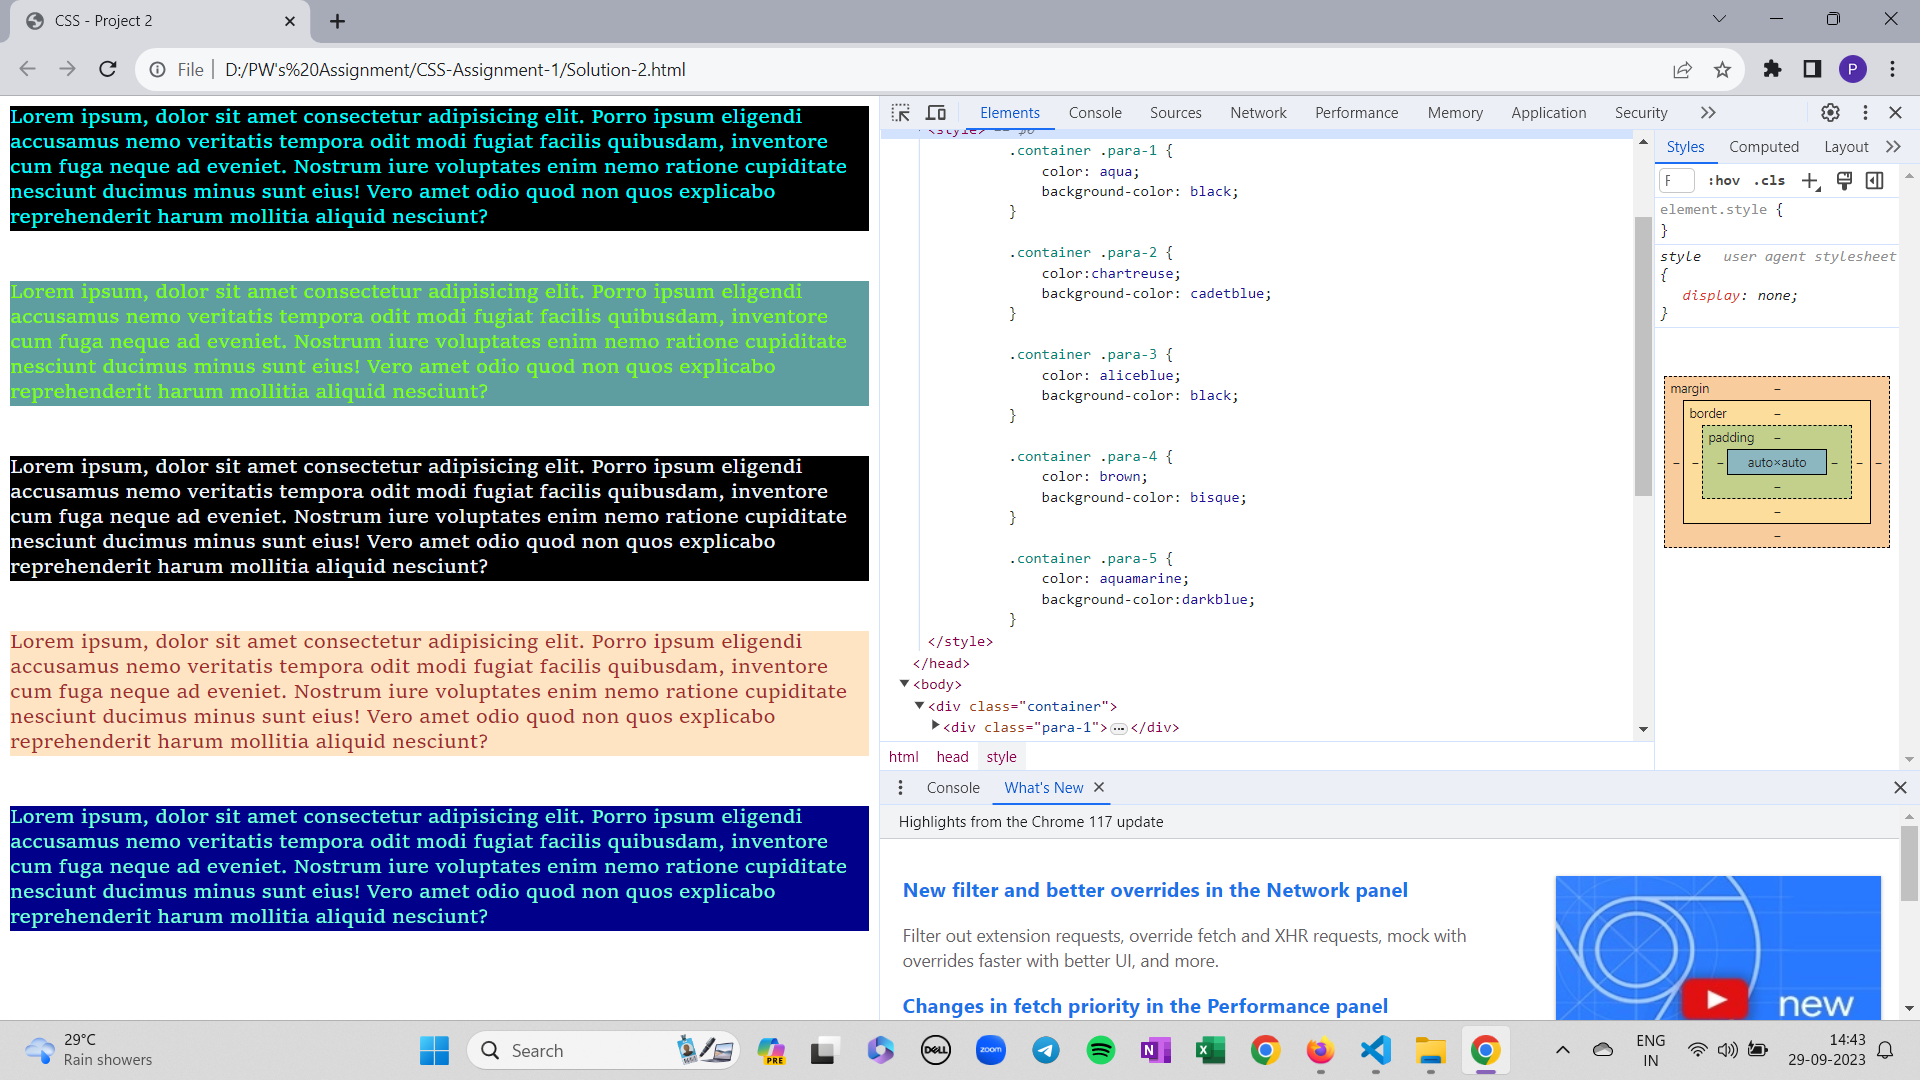 CSS - Project 2
File
D:/PW's%20Assignment/CSS-Assignment-1/Solution-2.html
P
Lorem ipsum, dolor sit amet consectetur adipisicing elit. Porro ipsum eligendi
accusamus nemo veritatis tempora odit modi fugiat facilis quibusdam, inventore
cum fuga neque ad eveniet. Nostrum iure voluptates enim nemo ratione cupiditate
nesciunt ducimus minus sunt eius! Vero amet odio quod non quos explicabo
reprehenderit harum mollitia aliquid nesciunt?
Lorem ipsum, dolor sit amet consectetur adipisicing elit. Porro ipsum eligendi
accusamus nemo veritatis tempora odit modi fugiat facilis quibusdam, inventore
cum fuga neque ad eveniet. Nostrum iure voluptates enim nemo ratione cupiditate
nesciunt ducimus minus sunt eius! Vero amet odio quod non quos explicabo
reprehenderit harum mollitia aliquid nesciunt?
Lorem ipsum, dolor sit amet consectetur adipisicing elit. Porro ipsum eligendi
accusamus nemo veritatis tempora odit modi fugiat facilis quibusdam, inventore
cum fuga neque ad eveniet. Nostrum iure voluptates enim nemo ratione cupiditate
nesciunt ducimus minus sunt eius! Vero amet odio quod non quos explicabo
reprehenderit harum mollitia aliquid nesciunt?
Lorem ipsum, dolor sit amet consectetur adipisicing elit. Porro ipsum eligendi
accusamus nemo veritatis tempora odit modi fugiat facilis quibusdam, inventore
cum fuga neque ad eveniet. Nostrum iure voluptates enim nemo ratione cupiditate
nesciunt ducimus minus sunt eius! Vero amet odio quod non quos explicabo
reprehenderit harum mollitia aliquid nesciunt?
Lorem ipsum, dolor sit amet consectetur adipisicing elit. Porro ipsum eligendi
accusamus nemo veritatis tempora odit modi fugiat facilis quibusdam, inventore
cum fuga neque ad eveniet. Nostrum iure voluptates enim nemo ratione cupiditate
nesciunt ducimus minus sunt eius! Vero amet odio quod non quos explicabo
reprehenderit harum mollitia aliquid nesciunt?
Elements Console Sources Network Performance Memory Application Security
<style> == $0
.container .para-1 {
color: aqua;
background-color: black;
}
.container .para-2 {
color:chartreuse;
background-color: cadetblue;
}
.container .para-3 {
color: aliceblue;
background-color: black;
}
.container .para-4 {
color: brown;
background-color: bisque;
}
.container .para-5 {
color: aquamarine;
background-color:darkblue;
}
</style>
</head>
<body>
<div class="container">
<div class="para-1">…</div>
html head style
Styles Computed Layout
F :hov .cls
element.style {
}
style user agent stylesheet
{
display: none;
}
margin –
border –
padding –
– – – auto×auto – – –
–
–
–
Console What's New
Highlights from the Chrome 117 update
New filter and better overrides in the Network panel
Filter out extension requests, override fetch and XHR requests, mock with
overrides faster with better UI, and more.
Changes in fetch priority in the Performance panel
new
29°C
Rain showers
Search
PRE
DELL
zoom
ENG
IN
14:43
29-09-2023